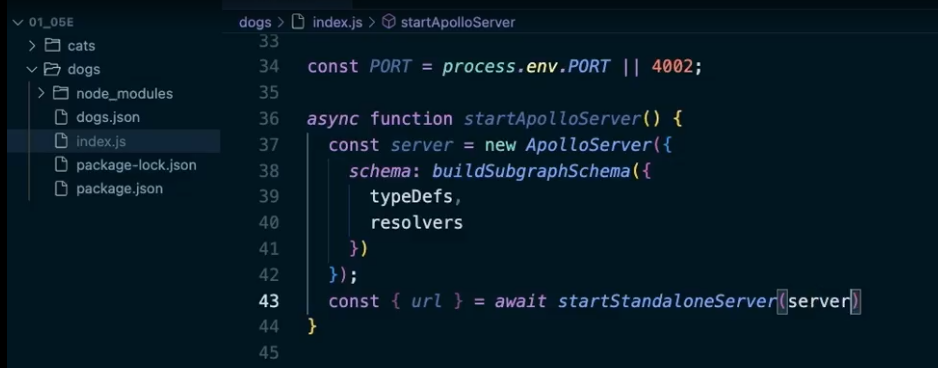 01_05E
cats
dogs
node_modules
dogs.json
index.js
package-lock.json
package.json
dogs > index.js > startApolloServer
33
34 const PORT = process.env.PORT || 4002;
35
36 async function startApolloServer() {
37 const server = new ApolloServer({
38 schema: buildSubgraphSchema({
39 typeDefs,
40 resolvers
41 })
42 });
43 const { url } = await startStandaloneServer(server)
44 }
45